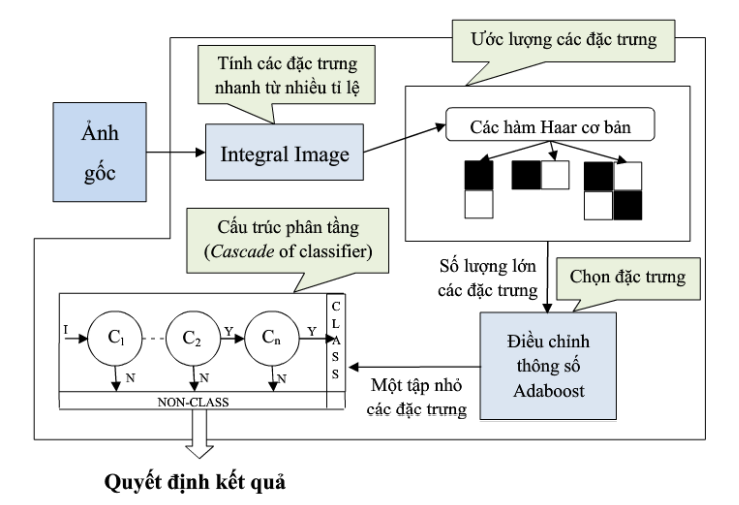 Ước lượng các đặc trưng
Tính các đặc trưng
nhanh từ nhiều tỉ lệ
Ảnh
gốc
Integral Image
Các hàm Haar cơ bản
Cấu trúc phân tầng
(Cascade of classifier)
Số lượng lớn
các đặc trưng
Chọn đặc trưng
I
C1
C2
Y
Cn
Y
CLASS
N
N
N
NON-CLASS
Điều chỉnh
thông số
Adaboost
Một tập nhỏ
các đặc trưng
Quyết định kết quả